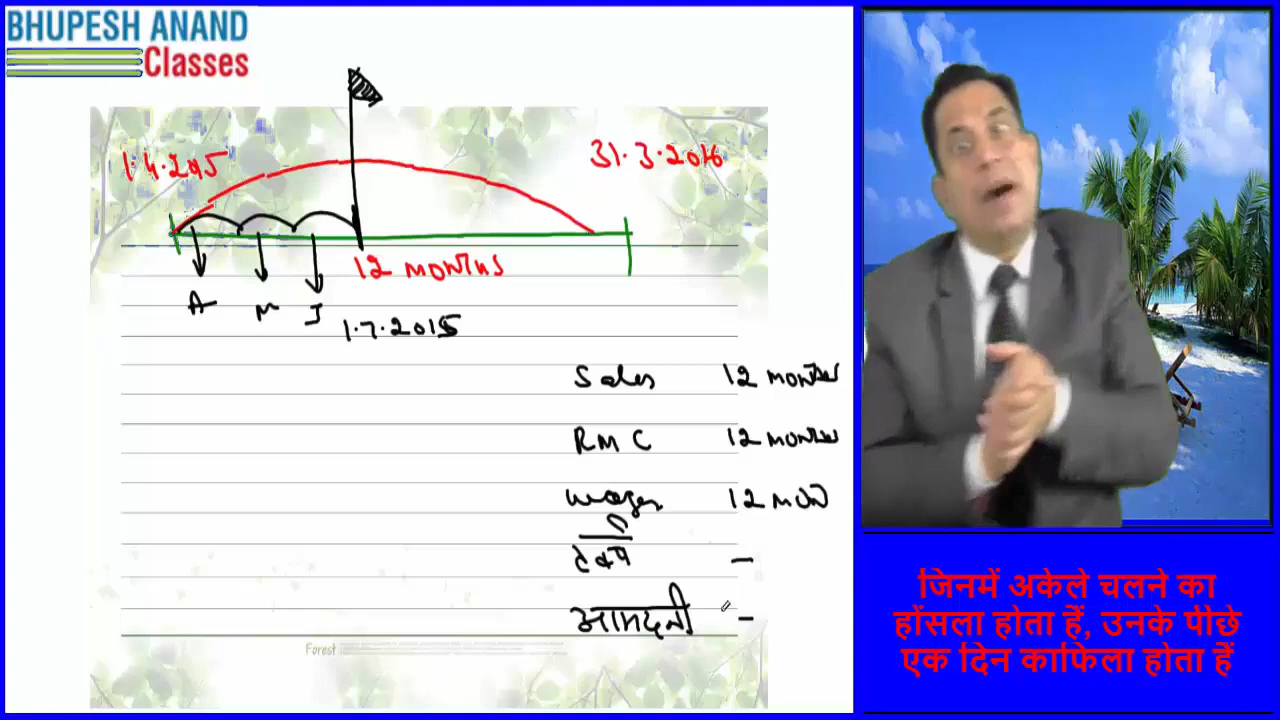 BHUPESH ANAND
Classes
1.4.2015
31.3.2016
12 months
A M J
1.7.2015
Sales 12 months
RMC 12 months
wages 12 mon
आमदनी -
Forest
जिनमें अकेले चलने का
होंसला होता हैं, उनके पीछे
एक दिन काफिला होता हैं